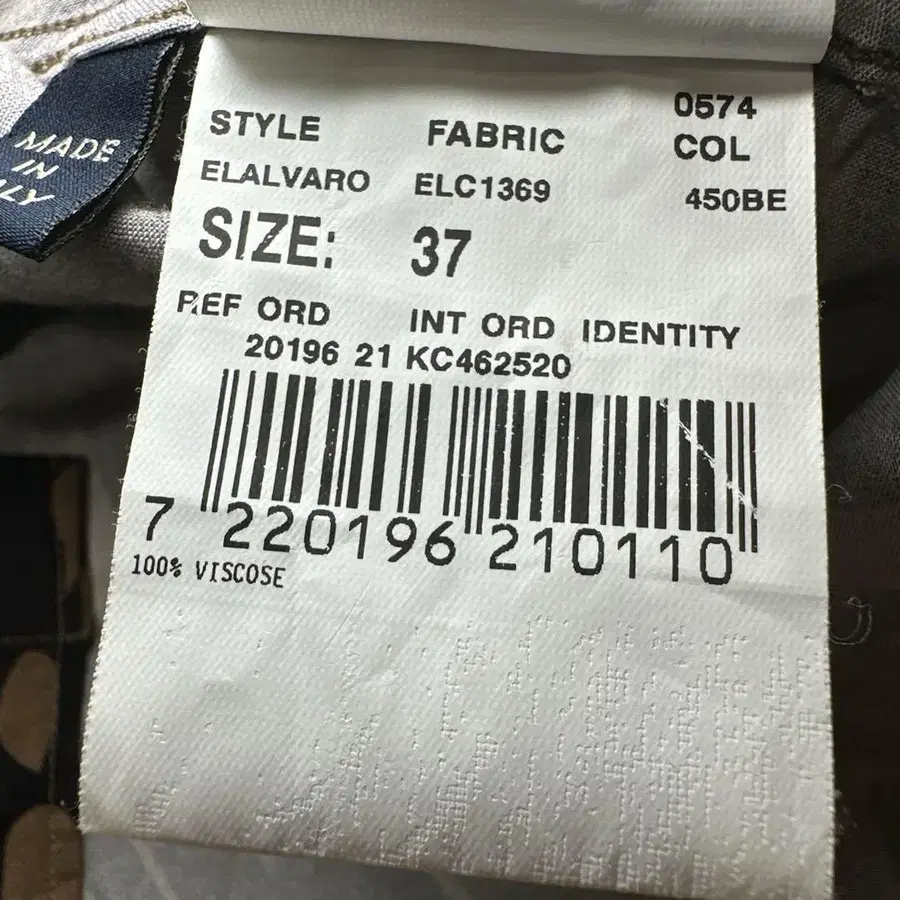 MADE
IN
LY
0574
STYLE FABRIC COL
ELALVARO ELC1369 450BE
SIZE: 37
REF ORD INT ORD IDENTITY
20196 21 KC462520
7 220196 210110
100% VISCOSE